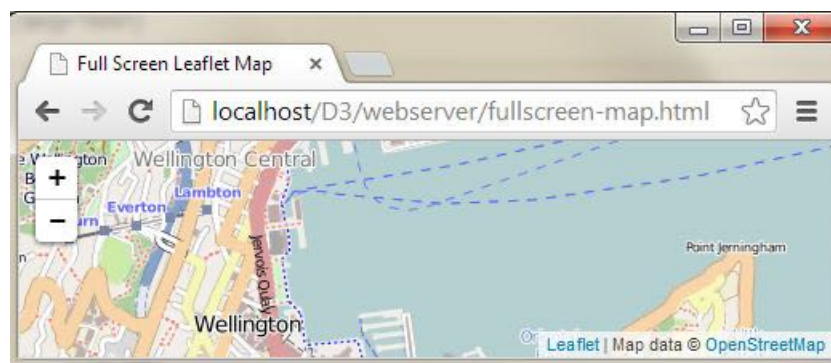 Full Screen Leaflet Map ×
localhost/D3/webserver/fullscreen-map.html
Wellington Central
+
−
Lambton
Everton
Jervois Quay
Point Jerningham
Wellington
Leaflet | Map data © OpenStreetMap